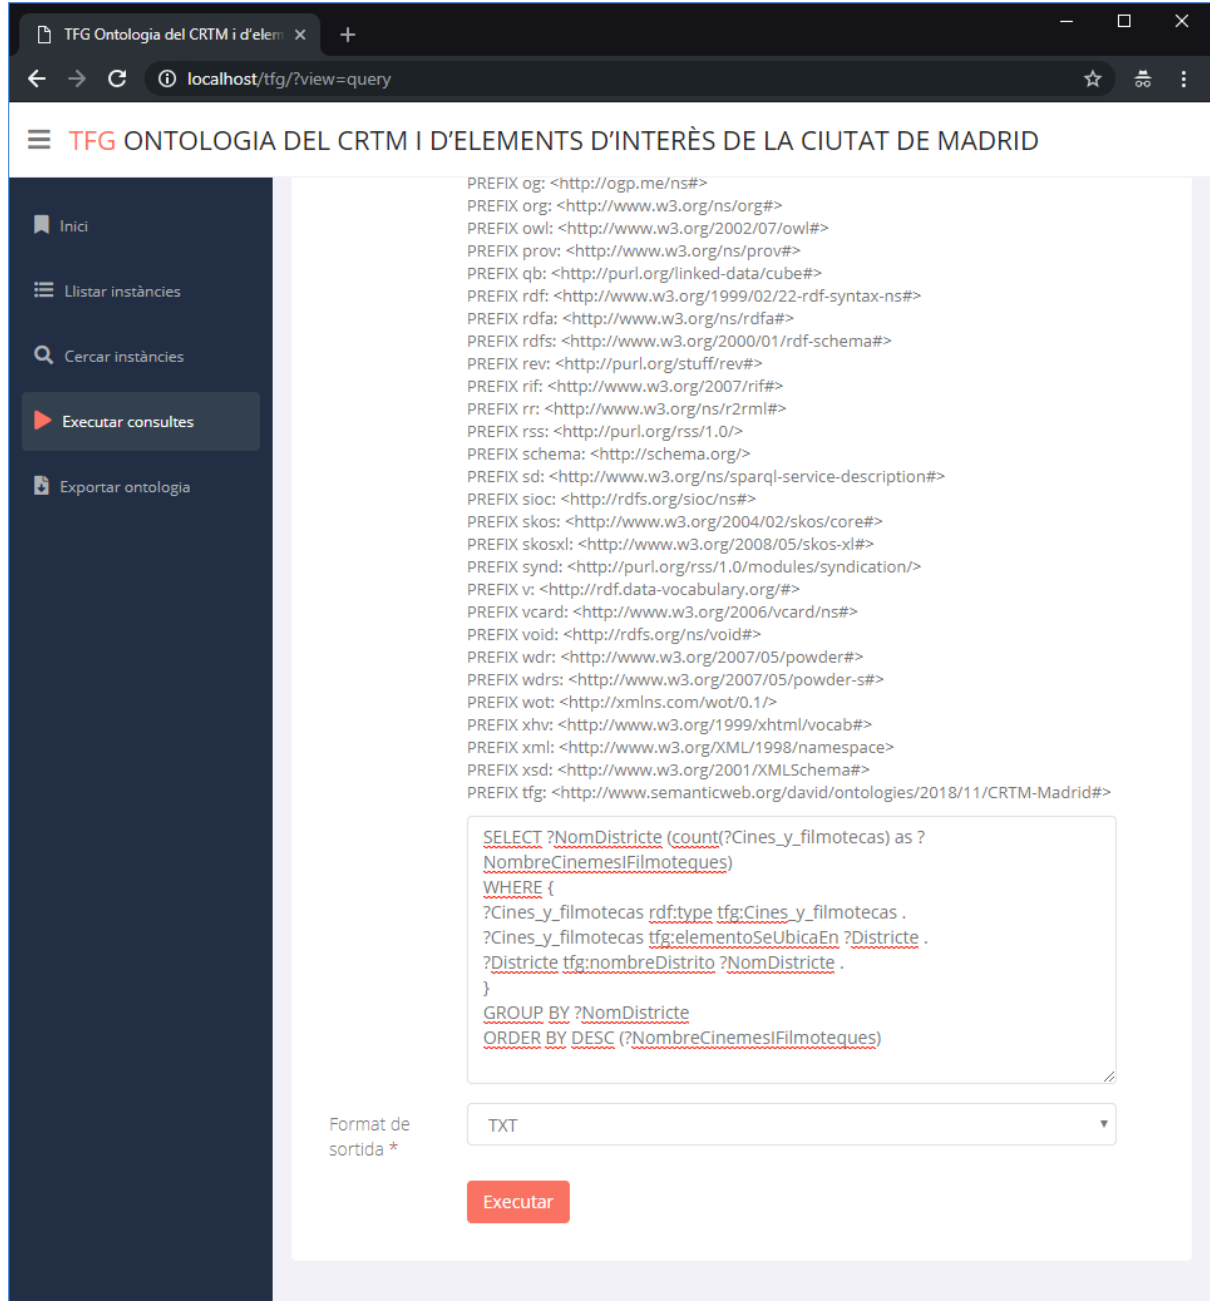 TFG Ontologia del CRTM i d'elem
localhost/tfg/?view=query
TFG ONTOLOGIA DEL CRTM I D'ELEMENTS D'INTERÈS DE LA CIUTAT DE MADRID
Inici
Llistar instàncies
Cercar instàncies
Executar consultes
Exportar ontologia
PREFIX og: <http://ogp.me/ns#>
PREFIX org: <http://www.w3.org/ns/org#>
PREFIX owl: <http://www.w3.org/2002/07/owl#>
PREFIX prov: <http://www.w3.org/ns/prov#>
PREFIX qb: <http://purl.org/linked-data/cube#>
PREFIX rdf: <http://www.w3.org/1999/02/22-rdf-syntax-ns#>
PREFIX rdfa: <http://www.w3.org/ns/rdfa#>
PREFIX rdfs: <http://www.w3.org/2000/01/rdf-schema#>
PREFIX rev: <http://purl.org/stuff/rev#>
PREFIX rif: <http://www.w3.org/2007/rif#>
PREFIX rr: <http://www.w3.org/ns/r2rml#>
PREFIX rss: <http://purl.org/rss/1.0/>
PREFIX schema: <http://schema.org/>
PREFIX sd: <http://www.w3.org/ns/sparql-service-description#>
PREFIX sioc: <http://rdfs.org/sioc/ns#>
PREFIX skos: <http://www.w3.org/2004/02/skos/core#>
PREFIX skosxl: <http://www.w3.org/2008/05/skos-xl#>
PREFIX synd: <http://purl.org/rss/1.0/modules/syndication/>
PREFIX v: <http://rdf.data-vocabulary.org/#>
PREFIX vcard: <http://www.w3.org/2006/vcard/ns#>
PREFIX void: <http://rdfs.org/ns/void#>
PREFIX wdr: <http://www.w3.org/2007/05/powder#>
PREFIX wdrs: <http://www.w3.org/2007/05/powder-s#>
PREFIX wot: <http://xmlns.com/wot/0.1/>
PREFIX xhv: <http://www.w3.org/1999/xhtml/vocab#>
PREFIX xml: <http://www.w3.org/XML/1998/namespace>
PREFIX xsd: <http://www.w3.org/2001/XMLSchema#>
PREFIX tfg: <http://www.semanticweb.org/david/ontologies/2018/11/CRTM-Madrid#>
SELECT ?NomDistricte (count(?Cines_y_filmotecas) as ?
NombreCinemesIFilmoteques)
WHERE {
?Cines_y_filmotecas rdf:type tfg:Cines_y_filmotecas .
?Cines_y_filmotecas tfg:elementoSeUbicaEn ?Districte .
?Districte tfg:nombreDistrito ?NomDistricte .
}
GROUP BY ?NomDistricte
ORDER BY DESC (?NombreCinemesIFilmoteques)
Format de
sortida *
TXT
Executar